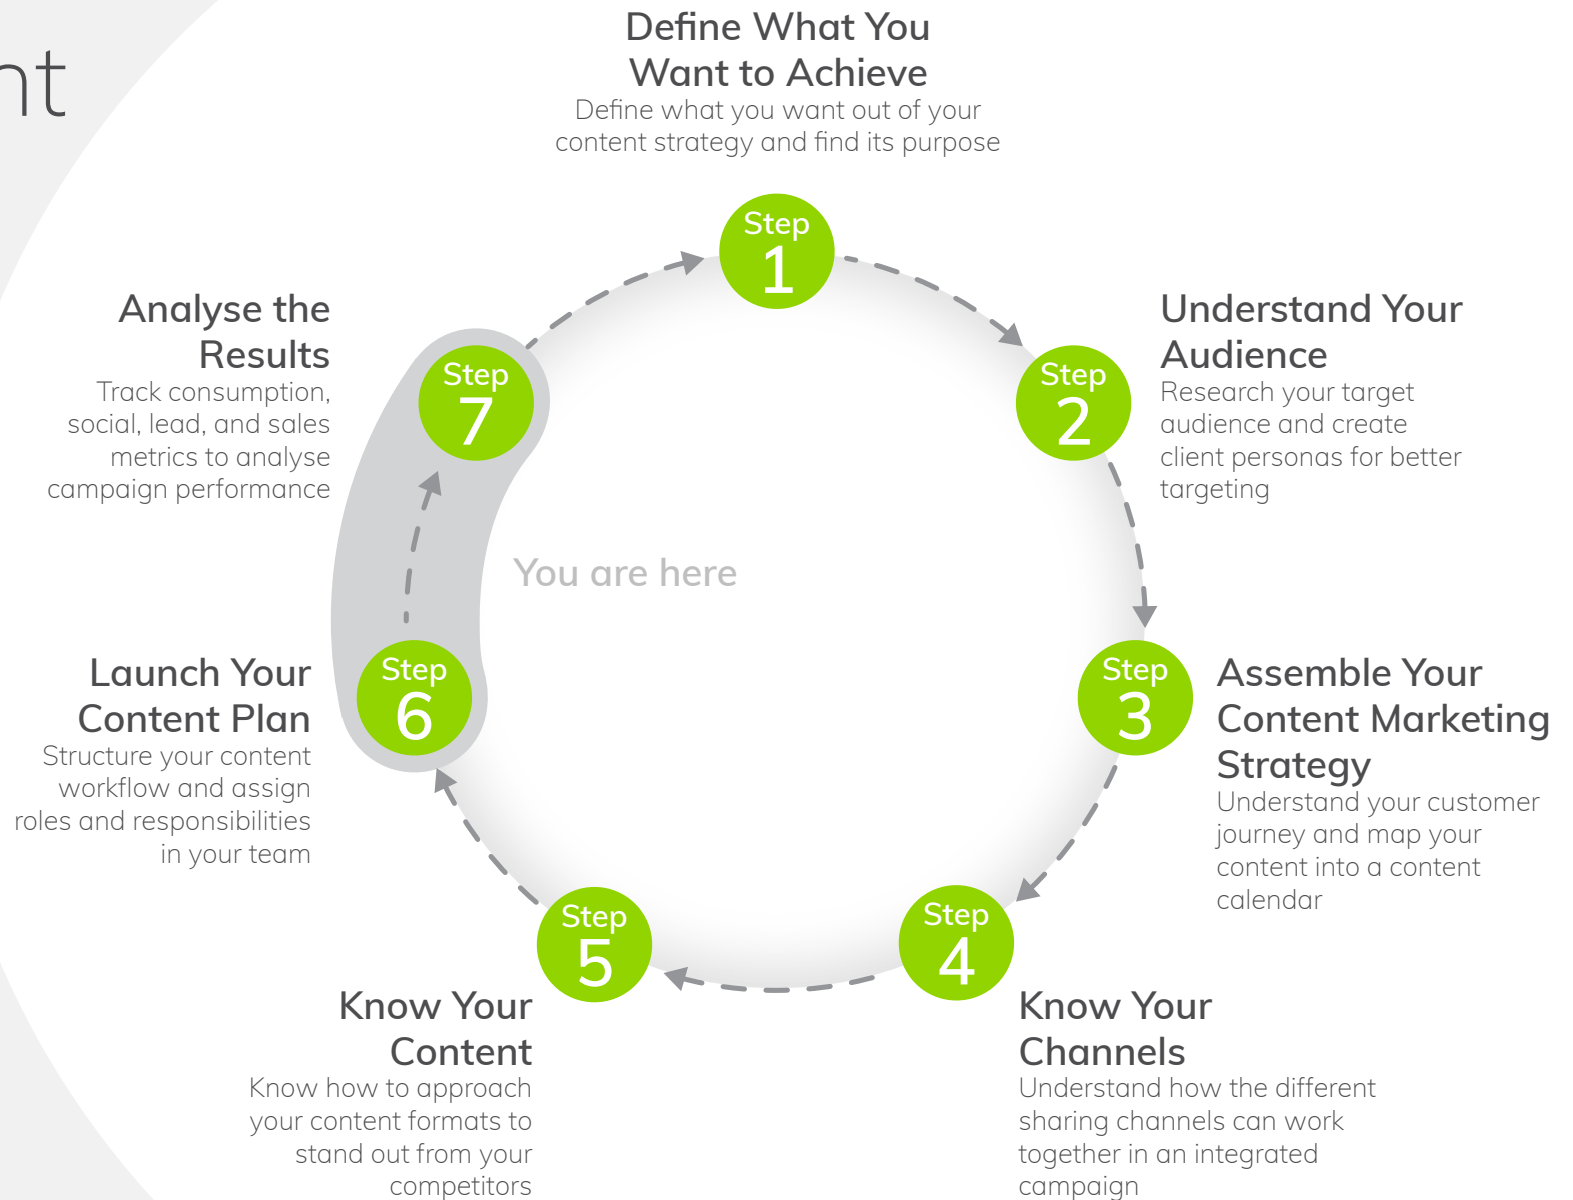 nt
Define What You
Want to Achieve
Define what you want out of your
content strategy and find its purpose
Step
1
Understand Your
Audience
Research your target
audience and create
client personas for better
targeting
Step
2
Assemble Your
Content Marketing
Strategy
Understand your customer
journey and map your
content into a content
calendar
Step
3
Know Your
Channels
Understand how the different
sharing channels can work
together in an integrated
campaign
Step
4
Know Your
Content
Know how to approach
your content formats to
stand out from your
competitors
Step
5
Launch Your
Content Plan
Structure your content
workflow and assign
roles and responsibilities
in your team
Step
6
Analyse the
Results
Track consumption,
social, lead, and sales
metrics to analyse
campaign performance
Step
7
You are here